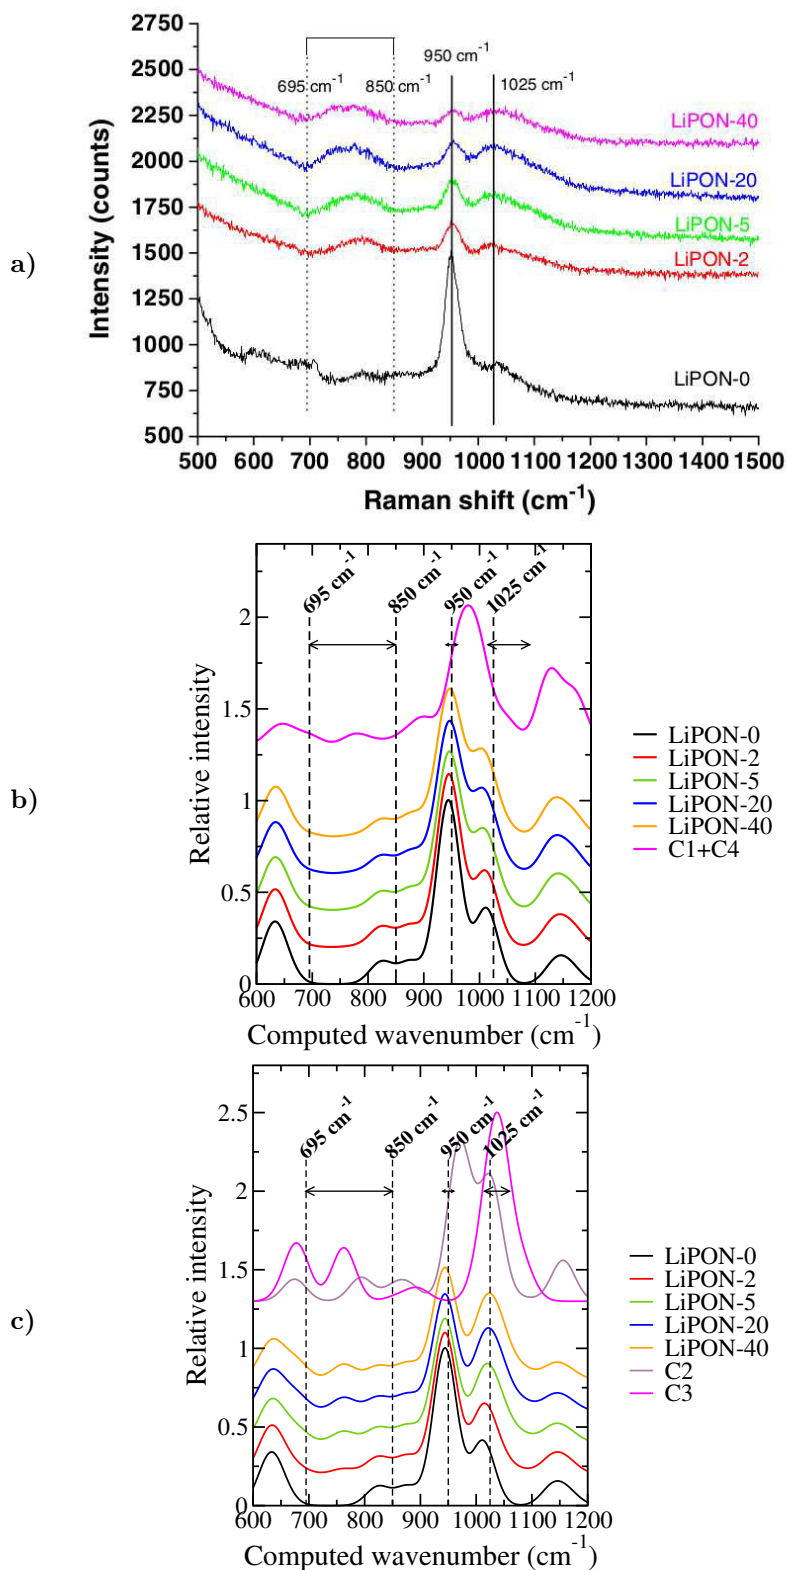 a)
Intensity (counts)
2750
2500
2250
2000
1750
1500
1250
1000
750
500
695 cm-1
850 cm-1
950 cm-1
1025 cm-1
LiPON-40
LiPON-20
LiPON-5
LiPON-2
LiPON-0
500 600 700 800 900 1000 1100 1200 1300 1400 1500
Raman shift (cm-1)
b)
Relative intensity
2
1.5
1
0.5
0
695 cm-1
850 cm-1
950 cm-1
1025 cm-1
LiPON-0
LiPON-2
LiPON-5
LiPON-20
LiPON-40
C1+C4
600 700 800 900 1000 1100 1200
Computed wavenumber (cm-1)
c)
Relative intensity
2.5
2
1.5
1
0.5
0
695 cm-1
850 cm-1
950 cm-1
1025 cm-1
LiPON-0
LiPON-2
LiPON-5
LiPON-20
LiPON-40
C2
C3
600 700 800 900 1000 1100 1200
Computed wavenumber (cm-1)